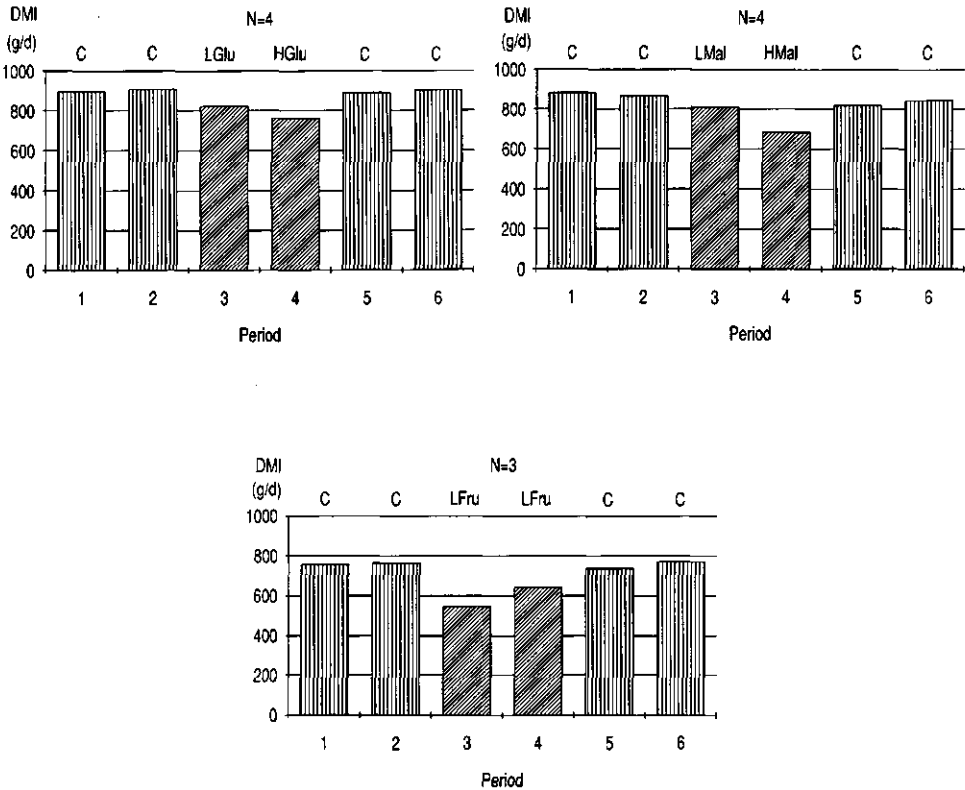 DMI N=4
(g/d) C C LGlu HGlu C C
1000
800
600
400
200
0
1 2 3 4 5 6
Period
DMI N=4
(g/d) C C LMal HMal C C
1000
800
600
400
200
0
1 2 3 4 5 6
Period
DMI N=3
(g/d) C C LFru LFru C C
1000
800
600
400
200
0
1 2 3 4 5 6
Period